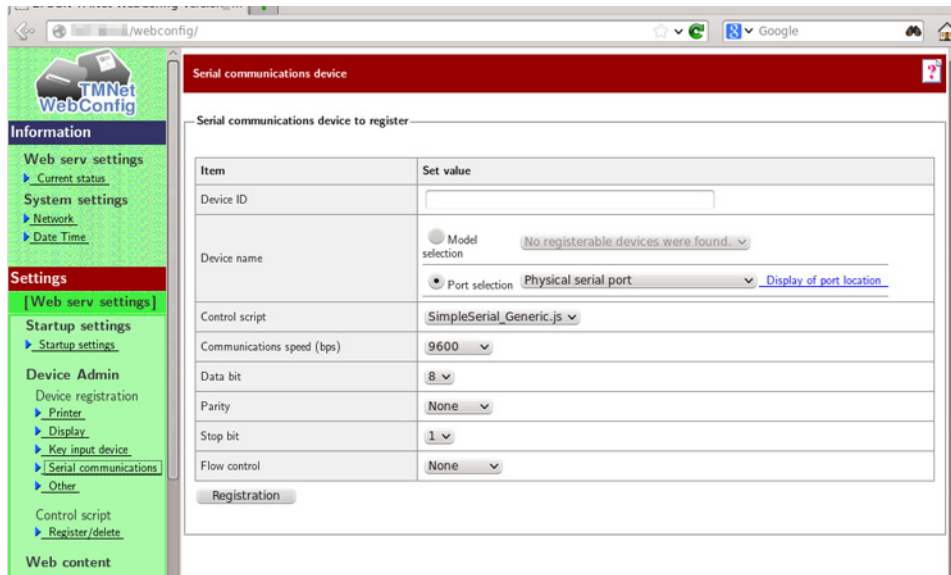 /webconfig/
Google
TMNet
WebConfig
Serial communications device
?
Information
Web serv settings
Current status
System settings
Network
Date Time
Settings
[Web serv settings]
Startup settings
Startup settings
Device Admin
Device registration
Printer
Display
Key input device
Serial communications
Other
Control script
Register/delete
Web content
Serial communications device to register
Item Set value
Device ID
Device name
Model selection No registerable devices were found.
Port selection Physical serial port Display of port location
Control script SimpleSerial_Generic.js
Communications speed (bps) 9600
Data bit 8
Parity None
Stop bit 1
Flow control None
Registration